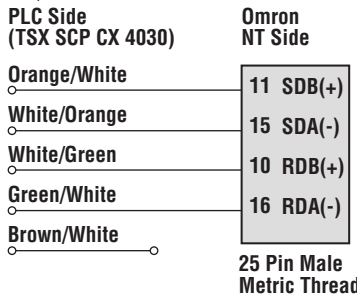 PLC Side
(TSX SCP CX 4030)
Omron
NT Side
Orange/White
11 SDB(+)
White/Orange
15 SDA(-)
White/Green
10 RDB(+)
Green/White
16 RDA(-)
Brown/White
25 Pin Male
Metric Thread